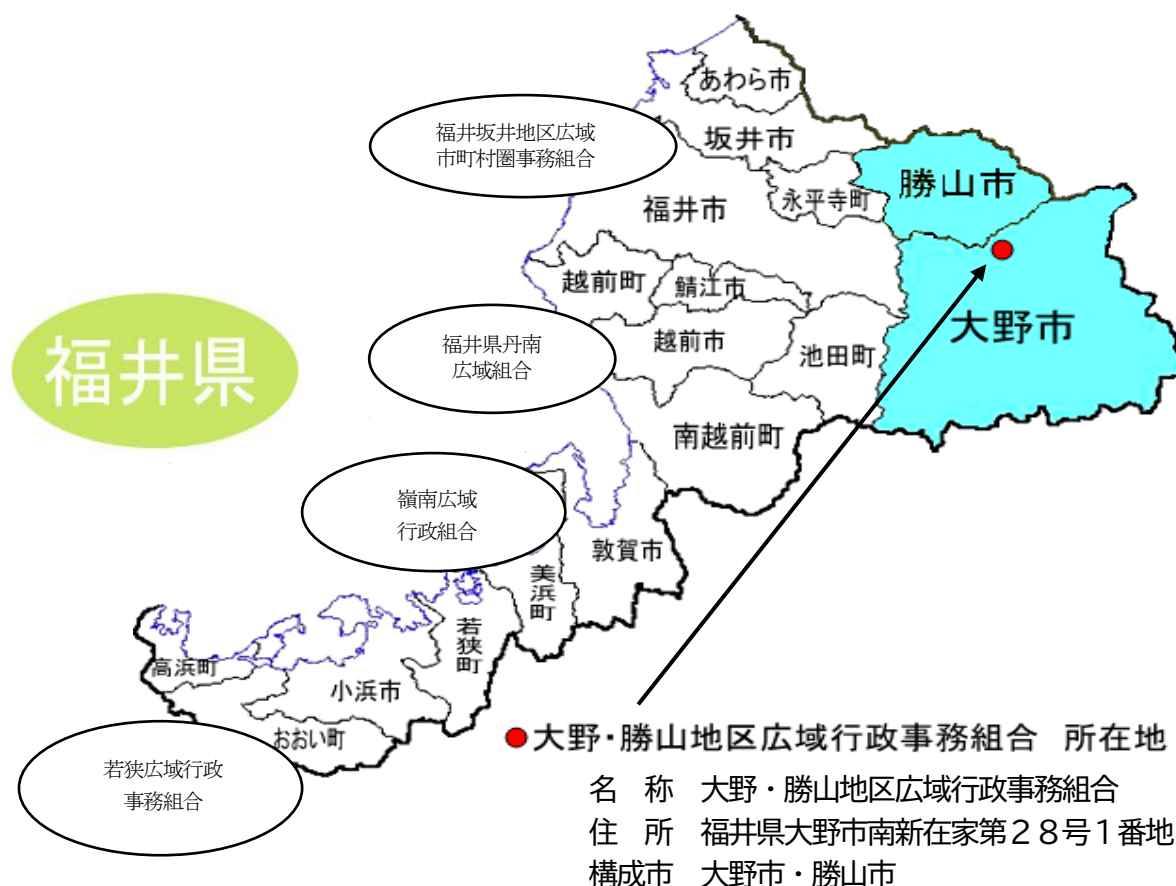 あわら市
福井坂井地区広域
市町村圏事務組合
坂井市
勝山市
永平寺町
福井市
越前町
鯖江市
大野市
福井県丹南
広域組合
越前市
池田町
福井県
南越前町
嶺南広域
行政組合
敦賀市
美浜町
若狭町
高浜町
小浜市
おおい町
若狭広域行政
事務組合
●大野・勝山地区広域行政事務組合 所在地
名 称 大野・勝山地区広域行政事務組合
住 所 福井県大野市南新在家第28号1番地
構成市 大野市・勝山市